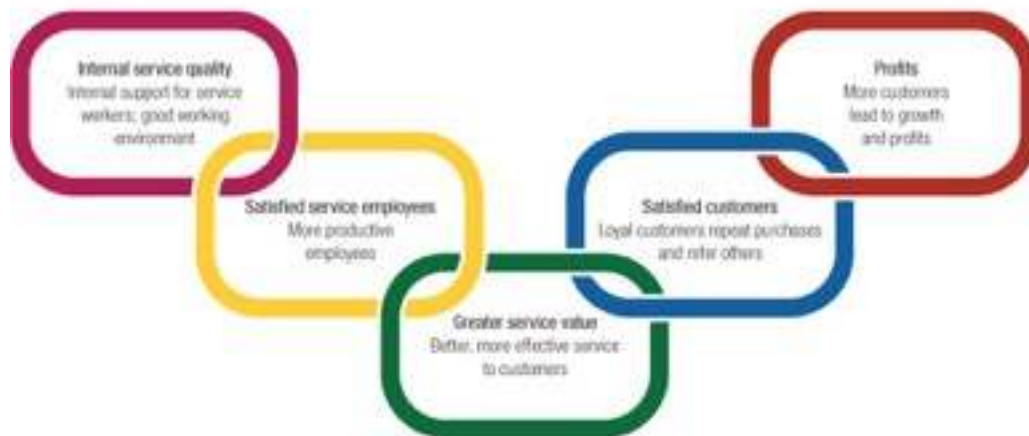 Internal service quality
Internal support for service
workers; good working
environment
Satisfied service employees
More productive
employees
Greater service value
Better, more effective service
to customers
Satisfied customers
Loyal customers repeat purchases
and refer others
Profits
More customers
lead to growth
and profits